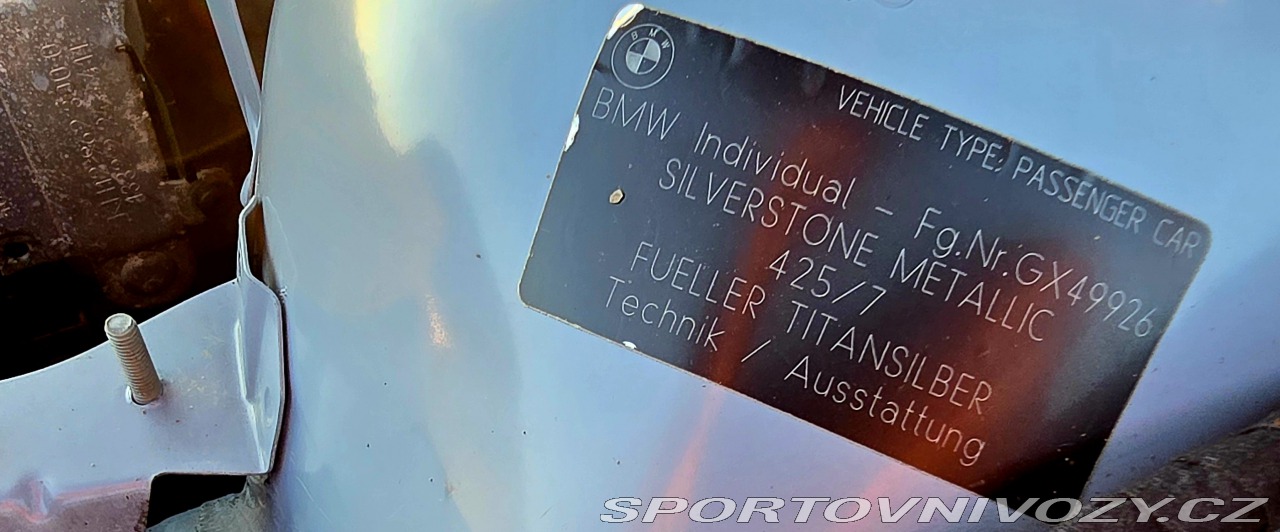 BMW
VEHICLE TYPE; PASSENGER CAR
BMW Individual - Fg.Nr.GX49926
SILVERSTONE METALLIC
425/7
FUELLER TITANSILBER
Technik / Ausstattung
SPORTOVNIVOZY.CZ